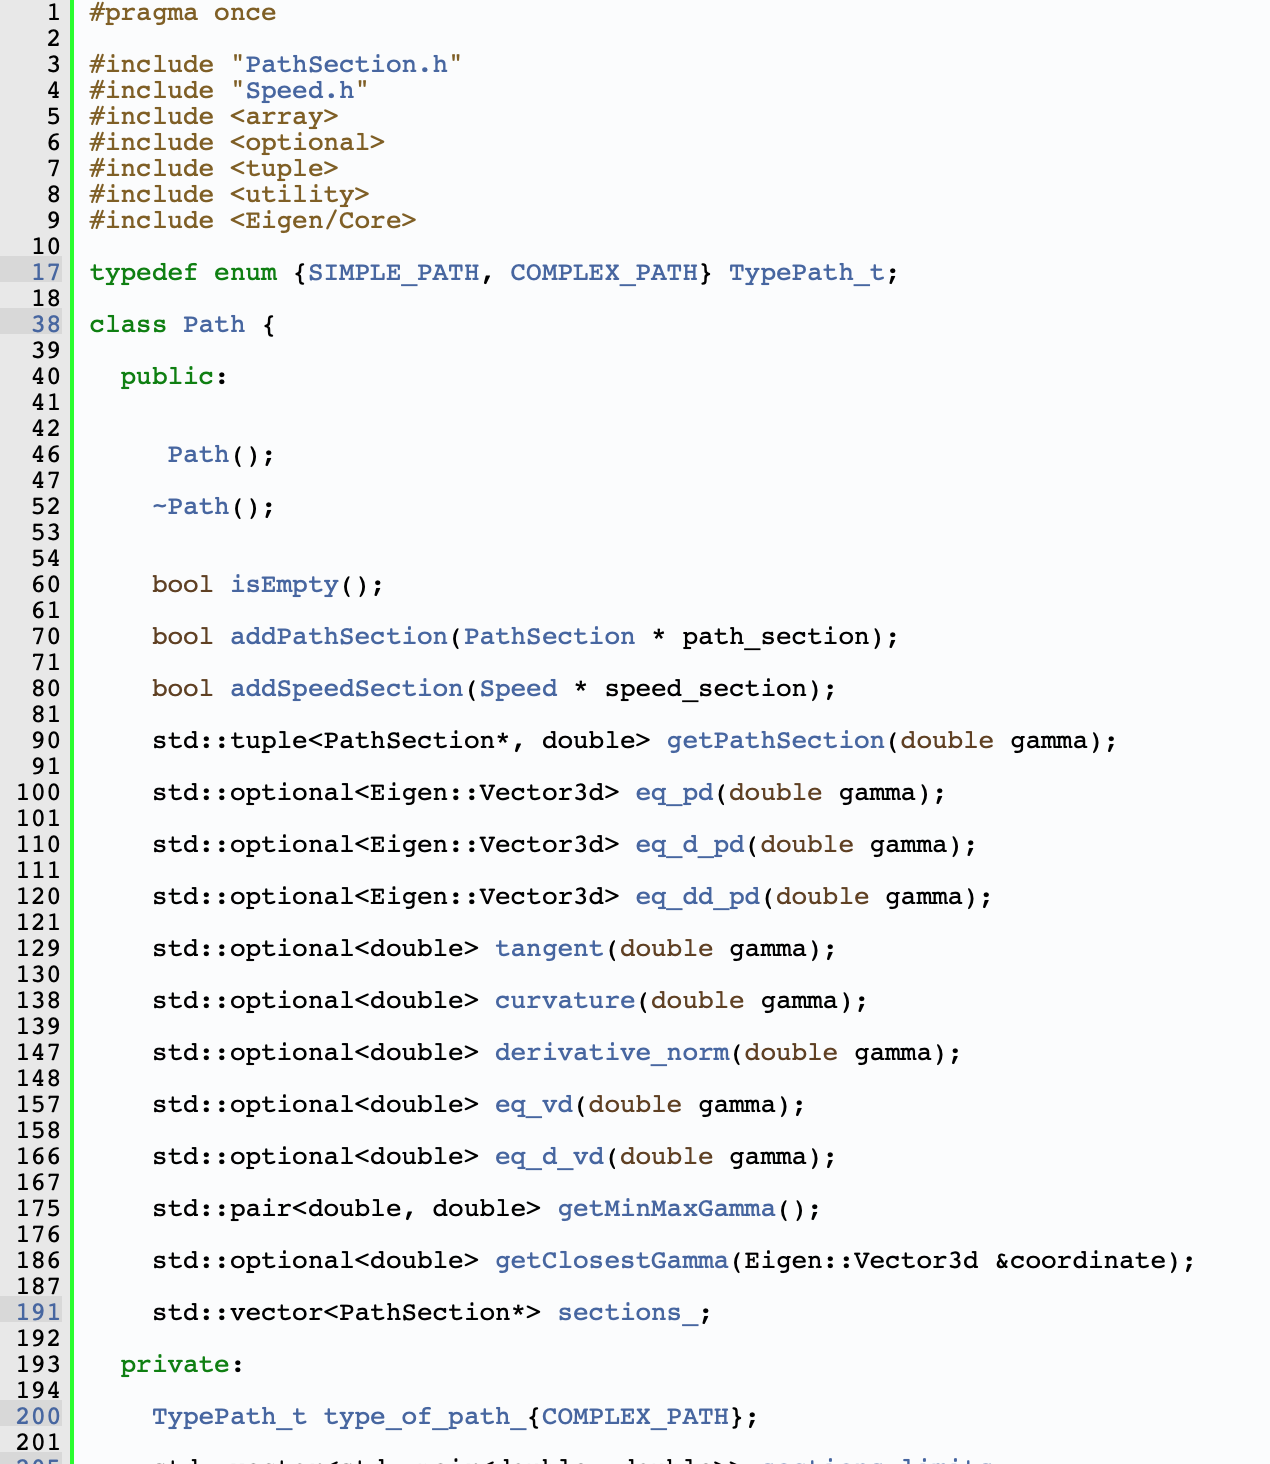 1 #pragma once
2
3 #include "PathSection.h"
4 #include "Speed.h"
5 #include <array>
6 #include <optional>
7 #include <tuple>
8 #include <utility>
9 #include <Eigen/Core>
10
17 typedef enum {SIMPLE_PATH, COMPLEX_PATH} TypePath_t;
18
38 class Path {
39
40 public:
41
42
46 Path();
47
52 ~Path();
53
54
60 bool isEmpty();
61
70 bool addPathSection(PathSection * path_section);
71
80 bool addSpeedSection(Speed * speed_section);
81
90 std::tuple<PathSection*, double> getPathSection(double gamma);
91
100 std::optional<Eigen::Vector3d> eq_pd(double gamma);
101
110 std::optional<Eigen::Vector3d> eq_d_pd(double gamma);
111
120 std::optional<Eigen::Vector3d> eq_dd_pd(double gamma);
121
129 std::optional<double> tangent(double gamma);
130
138 std::optional<double> curvature(double gamma);
139
147 std::optional<double> derivative_norm(double gamma);
148
157 std::optional<double> eq_vd(double gamma);
158
166 std::optional<double> eq_d_vd(double gamma);
167
175 std::pair<double, double> getMinMaxGamma();
176
186 std::optional<double> getClosestGamma(Eigen::Vector3d &coordinate);
187
191 std::vector<PathSection*> sections_;
192
193 private:
194
200 TypePath_t type_of_path_{COMPLEX_PATH};
201